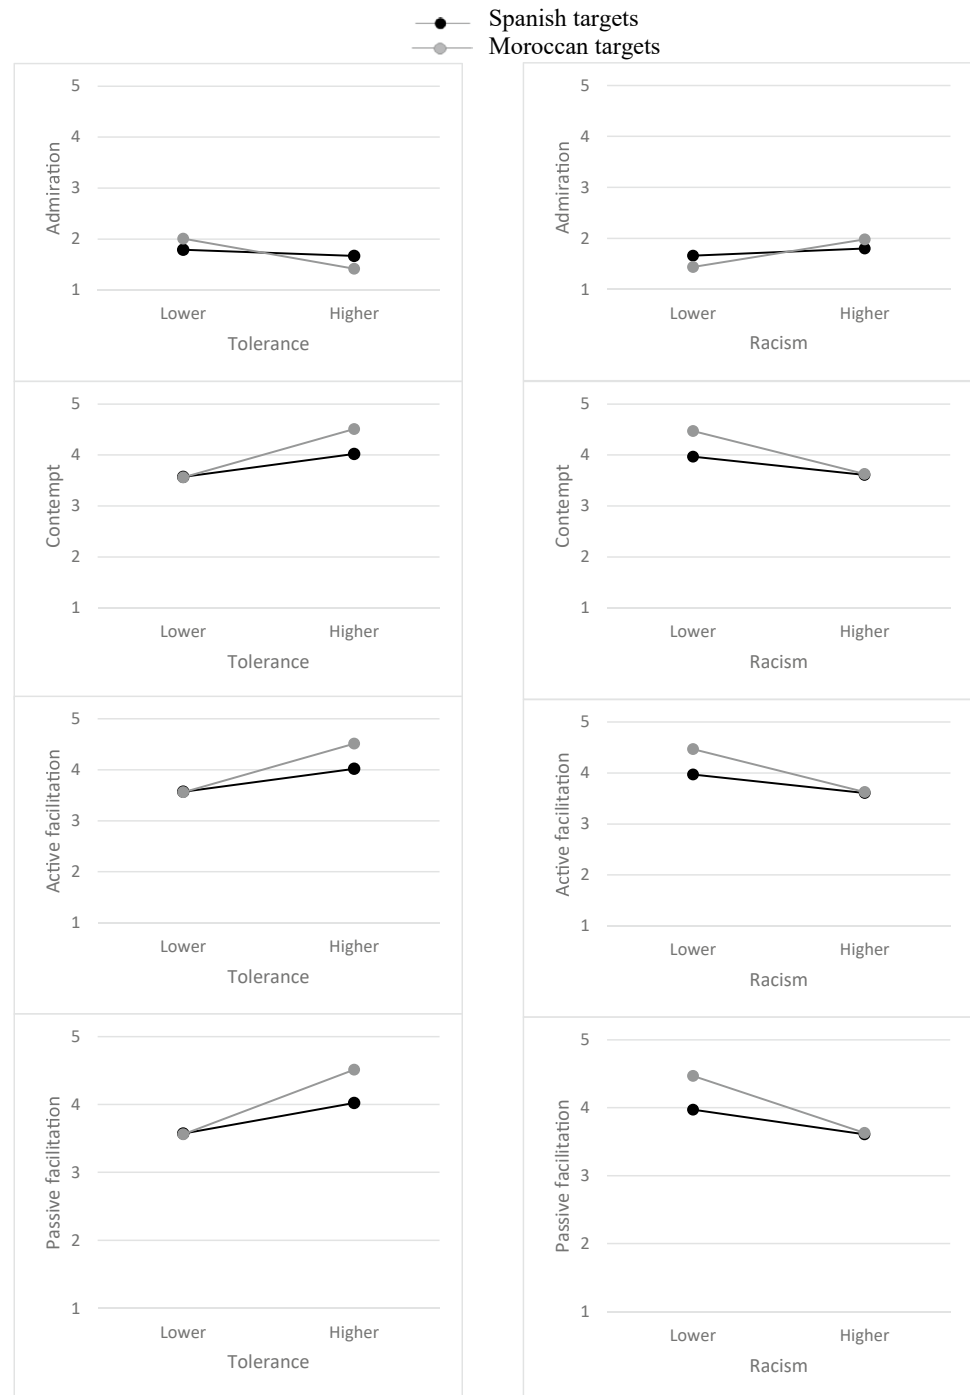 Spanish targets
Moroccan targets
5
4
3
2
1
Admiration
Lower Higher
Tolerance
5
4
3
2
1
Admiration
Lower Higher
Racism
5
4
3
2
1
Contempt
Lower Higher
Tolerance
5
4
3
2
1
Contempt
Lower Higher
Racism
5
4
3
2
1
Active facilitation
Lower Higher
Tolerance
5
4
3
2
1
Active facilitation
Lower Higher
Racism
5
4
3
2
1
Passive facilitation
Lower Higher
Tolerance
5
4
3
2
1
Passive facilitation
Lower Higher
Racism